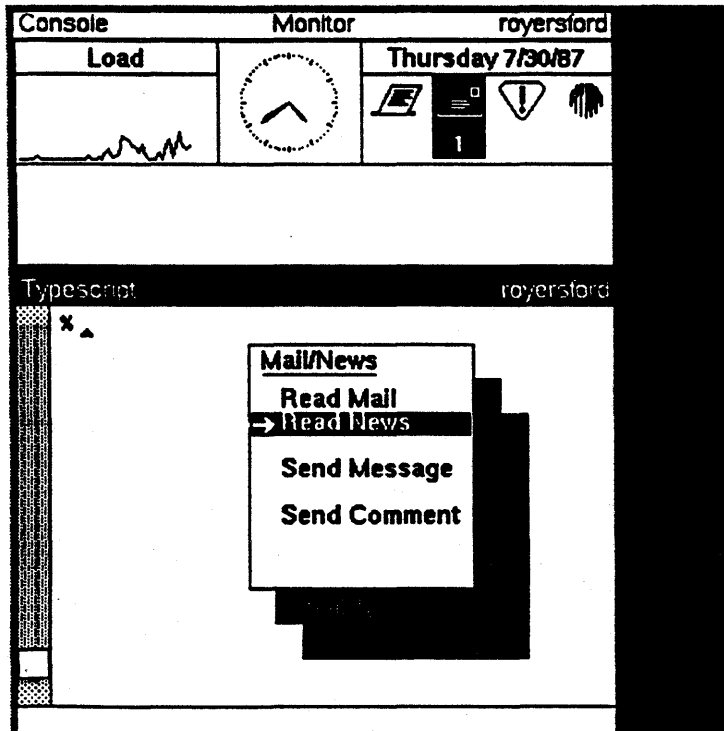 Console Monitor royersford
Load Thursday 7/30/87
1
Typescript royersford
%
Mail/News
Read Mail
Read News
Send Message
Send Comment